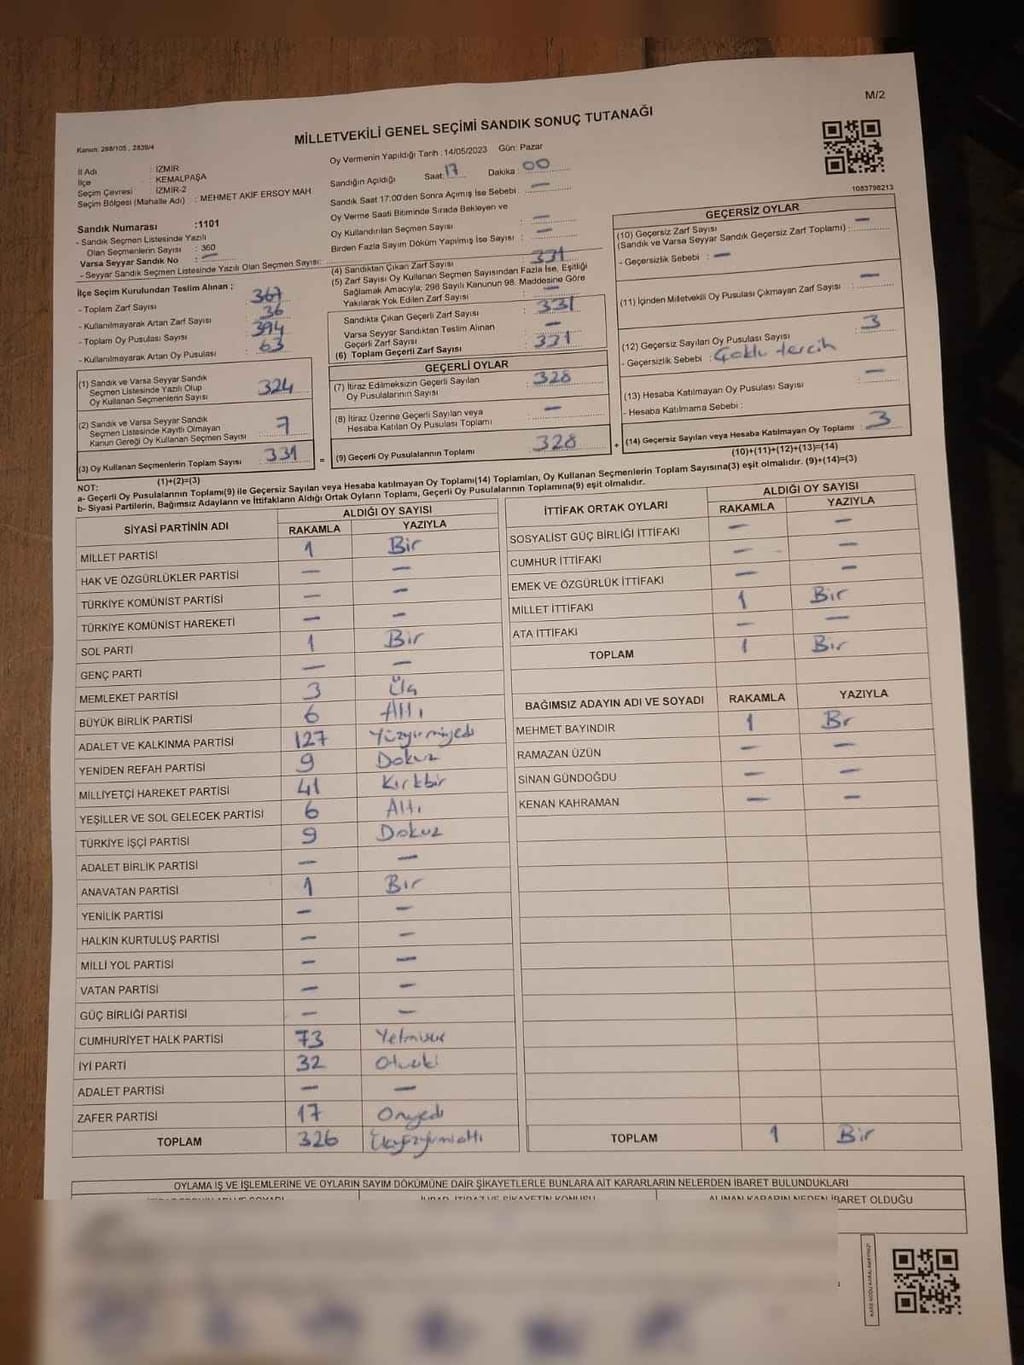 M/2
MİLLETVEKİLİ GENEL SEÇİMİ SANDIK SONUÇ TUTANAĞI
Kanun: 298/105 , 2839/4
İl Adı : İZMİR
İlçe : KEMALPAŞA
Seçim Çevresi : İZMİR-2
Seçim Bölgesi (Mahalle Adı) : MEHMET AKİF ERSOY MAH
Oy Vermenin Yapıldığı Tarih : 14/05/2023 Gün: Pazar
Sandığın Açıldığı Saat: 17 Dakika : 00
Sandık Saat 17:00'den Sonra Açımış İse Sebebi : —
Oy Verme Saati Bitiminde Sırada Bekleyen ve
Oy Kullandırılan Seçmen Sayısı : —
Birden Fazla Sayım Döküm Yapılmış İse Sayısı : —
1083798213
Sandık Numarası :1101
- Sandık Seçmen Listesinde Yazılı
Olan Seçmenlerin Sayısı : 360
Varsa Seyyar Sandık No : —
- Seyyar Sandık Seçmen Listesinde Yazılı Olan Seçmen Sayısı:
İlçe Seçim Kurulundan Teslim Alınan ;
- Toplam Zarf Sayısı : 367
- Kullanılmayarak Artan Zarf Sayısı : 36
- Toplam Oy Pusulası : 394
- Kullanılmayarak Artan Oy Pusulası : 63
(1) Sandık ve Varsa Seyyar Sandık
Seçmen Listesinde Yazılı Olup
Oy Kullanan Seçmenlerin Sayısı : 324
(2) Sandık ve Varsa Seyyar Sandık
Seçmen Listesinde Kayıtlı Olmayan
Kanun Gereği Oy Kullanan Seçmen Sayısı : 7
(3) Oy Kullanan Seçmenlerin Toplam Sayısı : 331
(1)+(2)=(3)
(4) Sandıktan Çıkan Zarf Sayısı : 331
(5) Zarf Sayısı Oy Kullanan Seçmen Sayısından Fazla İse, Eşitliği
Sağlamak Amacıyla; 298 Sayılı Kanunun 98. Maddesine Göre
Yakılarak Yok Edilen Zarf Sayısı : —
Sandıkta Çıkan Geçerli Zarf Sayısı : 331
Varsa Seyyar Sandıktan Teslim Alınan
Geçerli Zarf Sayısı : —
(6) Toplam Geçerli Zarf Sayısı : 331
GEÇERLİ OYLAR
(7) İtiraz Edilmeksizin Geçerli Sayılan
Oy Pusulalarının Sayısı : 328
(8) İtiraz Üzerine Geçerli Sayılan veya
Hesaba Katılan Oy Pusulası Toplamı : —
= (9) Geçerli Oy Pusulalarının Toplamı : 328
GEÇERSİZ OYLAR
(10) Geçersiz Zarf Sayısı
(Sandık ve Varsa Seyyar Sandık Geçersiz Zarf Toplamı) : —
- Geçersizlik Sebebi : —
(11) İçinden Miletvekili Oy Pusulası Çıkmayan Zarf Sayısı : —
(12) Geçersiz Sayılan Oy Pusulası Sayısı : 3
- Geçersizlik Sebebi : Çoklu tercih
(13) Hesaba Katılmayan Oy Pusulası Sayısı : —
- Hesaba Katılmama Sebebi :
+ (14) Geçersiz Sayılan veya Hesaba Katılmayan Oy Toplamı : 3
(10)+(11)+(12)+(13)=(14)
NOT:
a- Geçerli Oy Pusulalarının Toplamı(9) ile Geçersiz Sayılan veya Hesaba katılmayan Oy Toplamı(14) Toplamları, Oy Kullanan Seçmenlerin Toplam Sayısına(3) eşit olmalıdır. (9)+(14)=(3)
b- Siyasi Partilerin, Bağımsız Adayların ve İttifakların Aldığı Ortak Oyların Toplamı, Geçerli Oy Pusulalarının Toplamına(9) eşit olmalıdır.
SİYASİ PARTİNİN ADI ALDIĞI OY SAYISI
RAKAMLA YAZIYLA
MİLLET PARTİSİ 1 Bir
HAK VE ÖZGÜRLÜKLER PARTİSİ — —
TÜRKİYE KOMÜNİST PARTİSİ — —
TÜRKİYE KOMÜNİST HAREKETİ — —
SOL PARTİ 1 Bir
GENÇ PARTİ — —
MEMLEKET PARTİSİ 3 Üç
BÜYÜK BİRLİK PARTİSİ 6 Altı
ADALET VE KALKINMA PARTİSİ 127 Yüzyirmiyedi
YENİDEN REFAH PARTİSİ 9 Dokuz
MİLLİYETÇİ HAREKET PARTİSİ 41 Kırkbir
YEŞİLLER VE SOL GELECEK PARTİSİ 6 Altı
TÜRKİYE İŞÇİ PARTİSİ 9 Dokuz
ADALET BİRLİK PARTİSİ — —
ANAVATAN PARTİSİ 1 Bir
YENİLİK PARTİSİ — —
HALKIN KURTULUŞ PARTİSİ — —
MİLLİ YOL PARTİSİ — —
VATAN PARTİSİ — —
GÜÇ BİRLİĞİ PARTİSİ — —
CUMHURİYET HALK PARTİSİ 73 Yetmişüç
İYİ PARTİ 32 Otuziki
ADALET PARTİSİ — —
ZAFER PARTİSİ 17 Onyedi
TOPLAM 326 Üçyüzyirmialtı
İTTİFAK ORTAK OYLARI ALDIĞI OY SAYISI
RAKAMLA YAZIYLA
SOSYALİST GÜÇ BİRLİĞİ İTTİFAKI — —
CUMHUR İTTİFAKI — —
EMEK VE ÖZGÜRLÜK İTTİFAKI — —
MİLLET İTTİFAKI 1 Bir
ATA İTTİFAKI — —
TOPLAM 1 Bir
BAĞIMSIZ ADAYIN ADI VE SOYADI RAKAMLA YAZIYLA
MEHMET BAYINDIR 1 Br
RAMAZAN ÜZÜN — —
SİNAN GÜNDOĞDU — —
KENAN KAHRAMAN — —
TOPLAM 1 Bir
OYLAMA İŞ VE İŞLEMLERİNE VE OYLARIN SAYIM DÖKÜMÜNE DAİR ŞİKAYETLERLE BUNLARA AİT KARARLARIN NELERDEN İBARET BULUNDUKLARI
ALINAN KARARIN NEDEN İBARET OLDUĞU